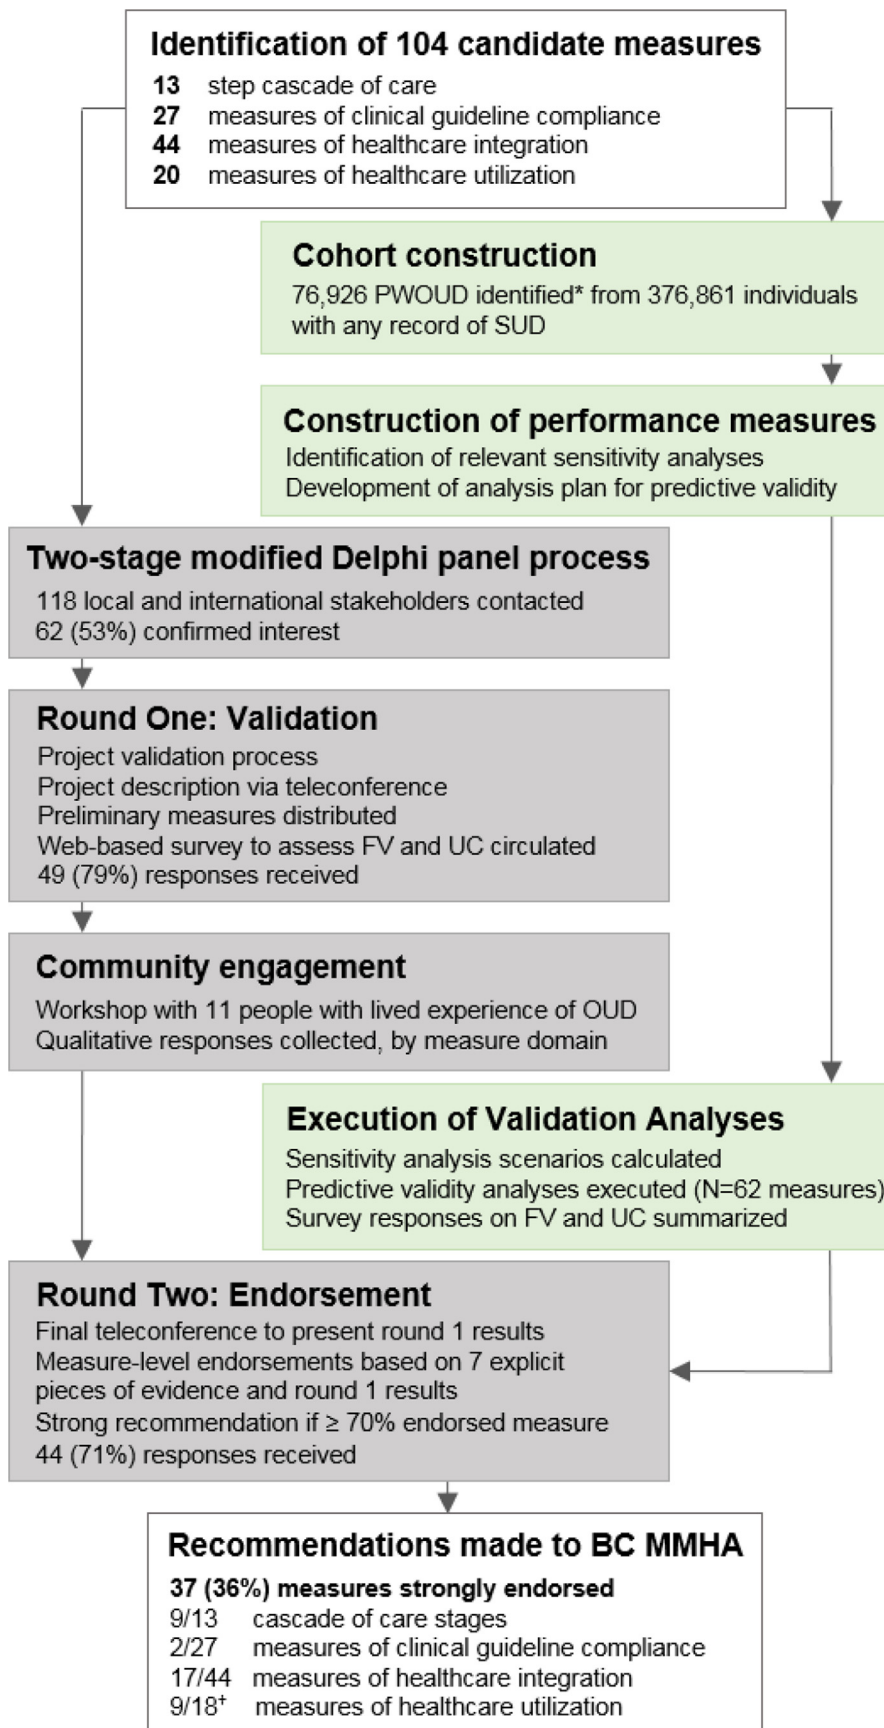 Identification of 104 candidate measures
13 step cascade of care
27 measures of clinical guideline compliance
44 measures of healthcare integration
20 measures of healthcare utilization
Cohort construction
76,926 PWOUD identified* from 376,861 individuals
with any record of SUD
Construction of performance measures
Identification of relevant sensitivity analyses
Development of analysis plan for predictive validity
Two-stage modified Delphi panel process
118 local and international stakeholders contacted
62 (53%) confirmed interest
Round One: Validation
Project validation process
Project description via teleconference
Preliminary measures distributed
Web-based survey to assess FV and UC circulated
49 (79%) responses received
Community engagement
Workshop with 11 people with lived experience of OUD
Qualitative responses collected, by measure domain
Execution of Validation Analyses
Sensitivity analysis scenarios calculated
Predictive validity analyses executed (N=62 measures)
Survey responses on FV and UC summarized
Round Two: Endorsement
Final teleconference to present round 1 results
Measure-level endorsements based on 7 explicit
pieces of evidence and round 1 results
Strong recommendation if ≥ 70% endorsed measure
44 (71%) responses received
Recommendations made to BC MMHA
37 (36%) measures strongly endorsed
9/13 cascade of care stages
2/27 measures of clinical guideline compliance
17/44 measures of healthcare integration
9/18⁺ measures of healthcare utilization